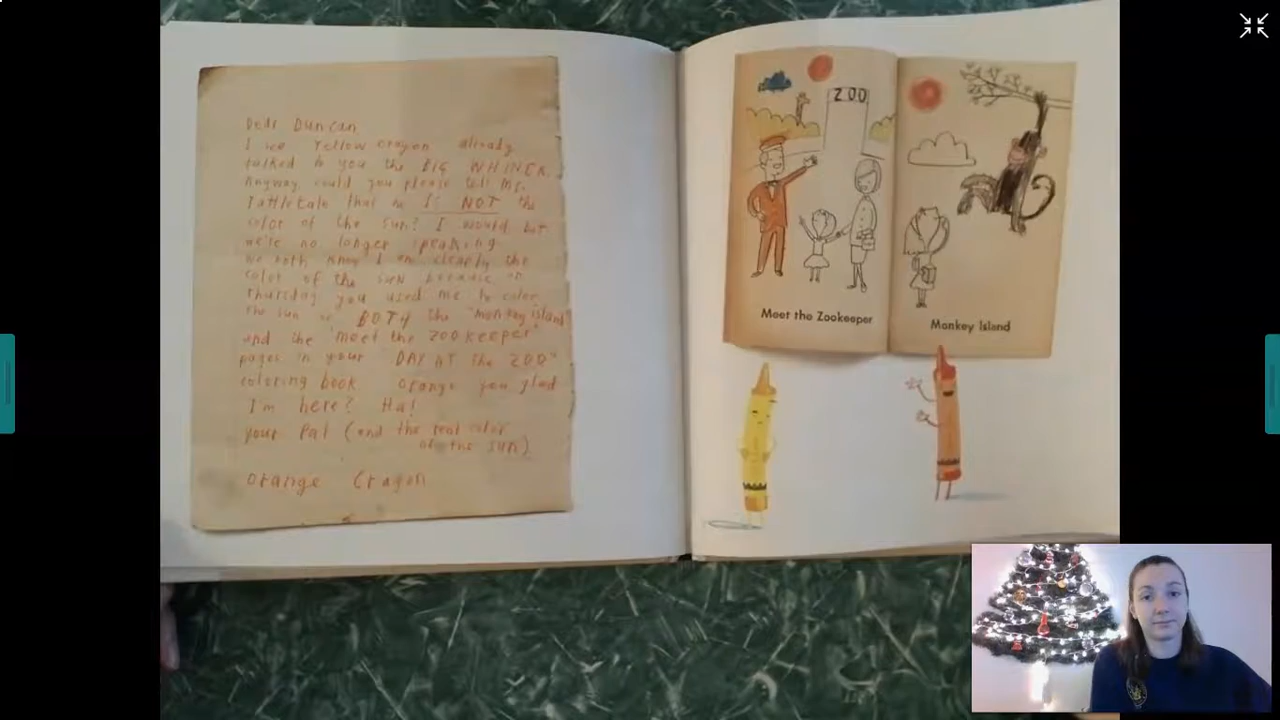 Dear Duncan,
I see Yellow Crayon already
talked to you, the BIG WHINER.
Anyway, could you please tell Mr.
Tattletale that he IS NOT the
color of the sun? I would but
we're no longer speaking.
We both know I am clearly the
color of the sun because on
Thursday, you used me to color
the sun on BOTH the "monkey island"
and the "meet the zookeeper"
pages in your "DAY AT THE ZOO"
coloring book. Orange you glad
I'm here? Ha!
Your Pal (and the real color
of the sun)
Orange Crayon
ZOO
Meet the Zookeeper
Monkey Island